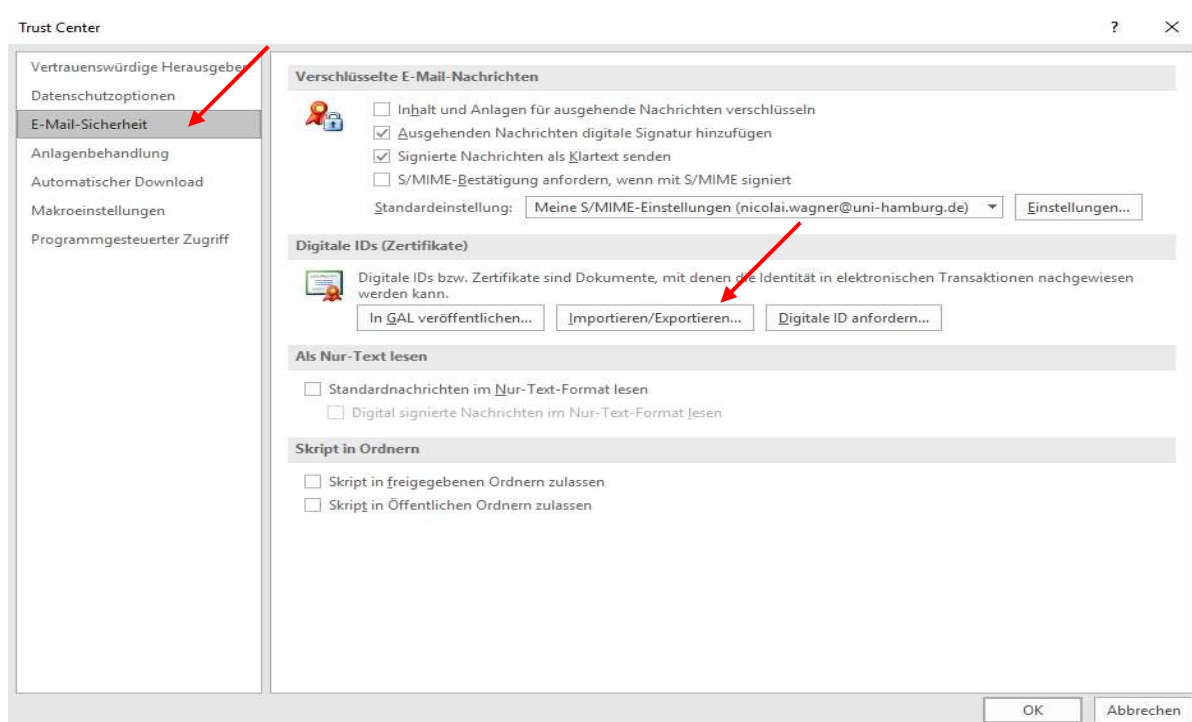 Trust Center
?
Vertrauenswürdige Herausgeber
Datenschutzoptionen
E-Mail-Sicherheit
Anlagenbehandlung
Automatischer Download
Makroeinstellungen
Programmgesteuerter Zugriff
Verschlüsselte E-Mail-Nachrichten
Inhalt und Anlagen für ausgehende Nachrichten verschlüsseln
Ausgehenden Nachrichten digitale Signatur hinzufügen
Signierte Nachrichten als Klartext senden
S/MIME-Bestätigung anfordern, wenn mit S/MIME signiert
Standardeinstellung: Meine S/MIME-Einstellungen (nicolai.wagner@uni-hamburg.de) Einstellungen...
Digitale IDs (Zertifikate)
Digitale IDs bzw. Zertifikate sind Dokumente, mit denen die Identität in elektronischen Transaktionen nachgewiesen
werden kann.
In GAL veröffentlichen... Importieren/Exportieren... Digitale ID anfordern...
Als Nur-Text lesen
Standardnachrichten im Nur-Text-Format lesen
Digital signierte Nachrichten im Nur-Text-Format lesen
Skript in Ordnern
Skript in freigegebenen Ordnern zulassen
Skript in Öffentlichen Ordnern zulassen
OK Abbrechen